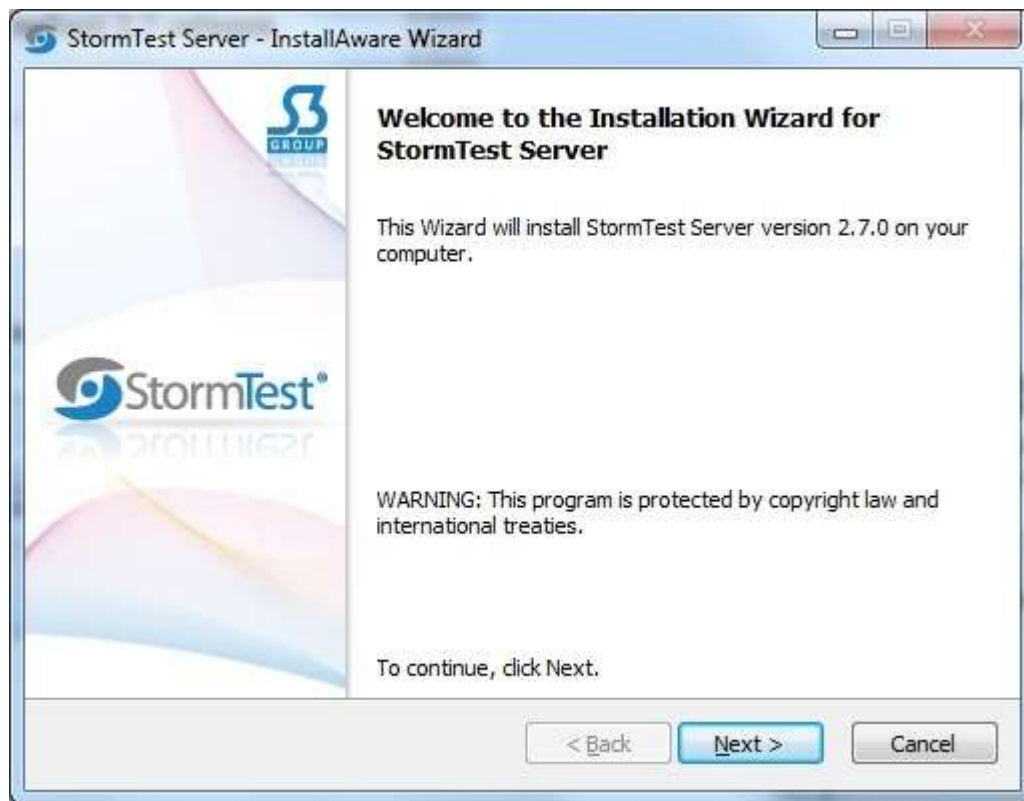 StormTest Server - InstallAware Wizard
S3
GROUP
Welcome to the Installation Wizard for
StormTest Server
This Wizard will install StormTest Server version 2.7.0 on your
computer.
StormTest®
WARNING: This program is protected by copyright law and
international treaties.
To continue, click Next.
< Back
Next >
Cancel